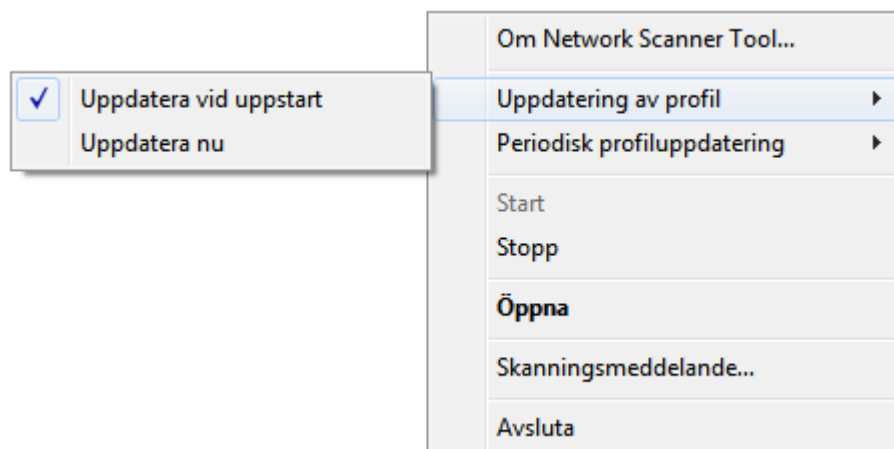 Om Network Scanner Tool...
Uppdatering av profil
Uppdatera vid uppstart
Uppdatera nu
Periodisk profiluppdatering
Start
Stopp
Öppna
Skanningsmeddelande...
Avsluta